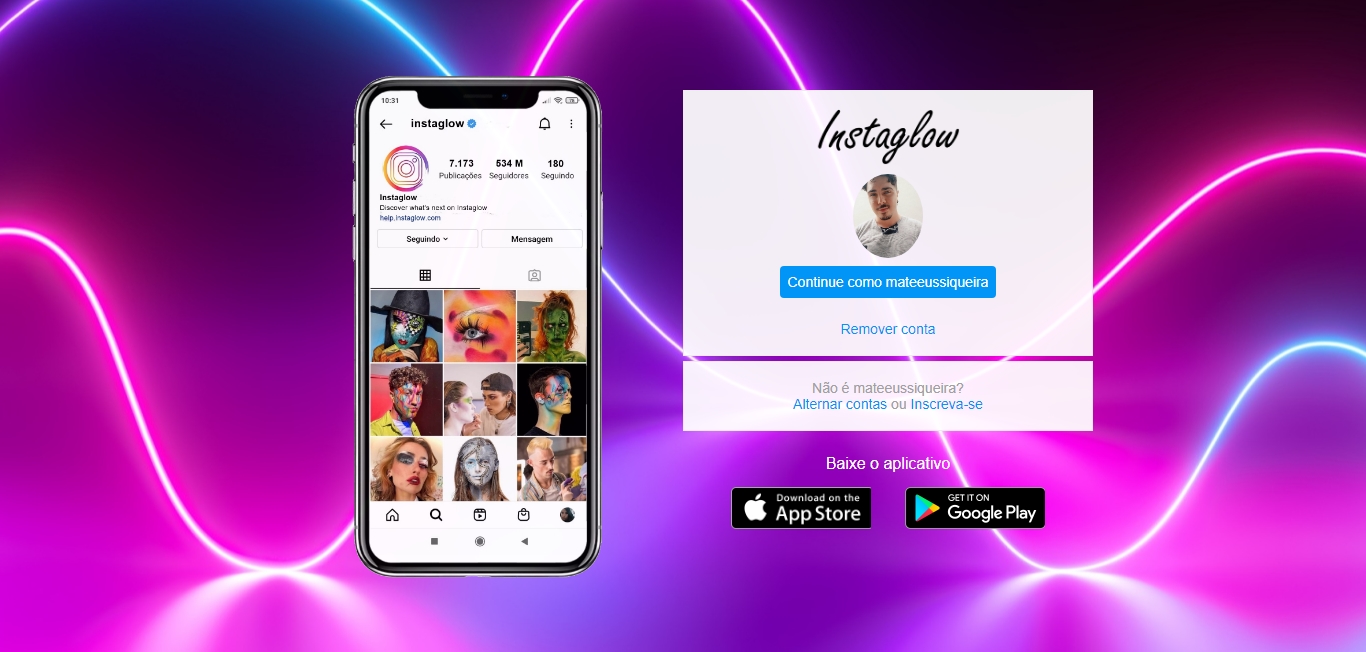 10:31
instaglow
7.173 534 M 180
Publicações Seguidores Seguindo
Instaglow
Discover what's next on Instaglow
help.instaglow.com
Seguindo
Mensagem
Instaglow
Continue como mateeussiqueira
Remover conta
Não é mateeussiqueira?
Alternar contas ou Inscreva-se
Baixe o aplicativo
Download on the
App Store
GET IT ON
Google Play